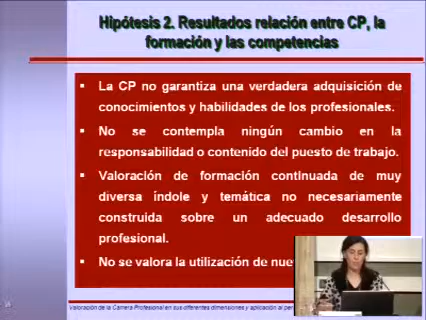 Hipótesis 2. Resultados relación entre CP, la
formación y las competencias
▪ La CP no garantiza una verdadera adquisición de
conocimientos y habilidades de los profesionales.
▪ No se contempla ningún cambio en la
responsabilidad o contenido del puesto de trabajo.
▪ Valoración de formación continuada de muy
diversa índole y temática no necesariamente
construida sobre un adecuado desarrollo
profesional.
▪ No se valora la utilización de
Valoración de la Carrera Profesional en sus diferentes dimensiones y aplicación al